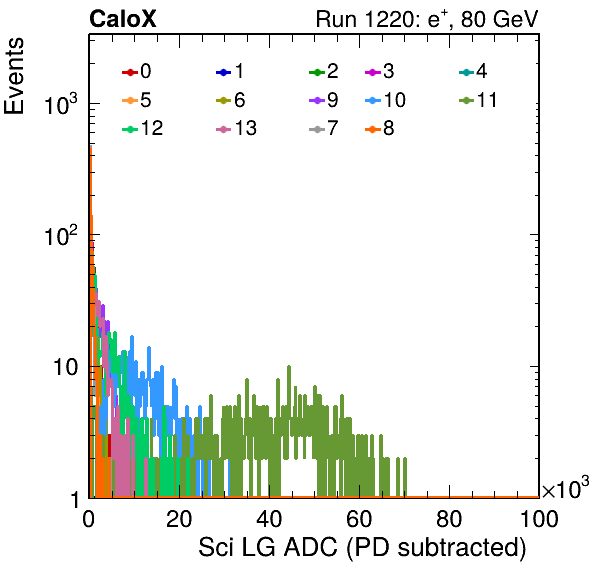 CaloX Run 1220: e⁺, 80 GeV
Events
0 1 2 3 4
5 6 9 10 11
12 13 7 8
10³
10²
10
1
0 20 40 60 80 100
×10³
Sci LG ADC (PD subtracted)